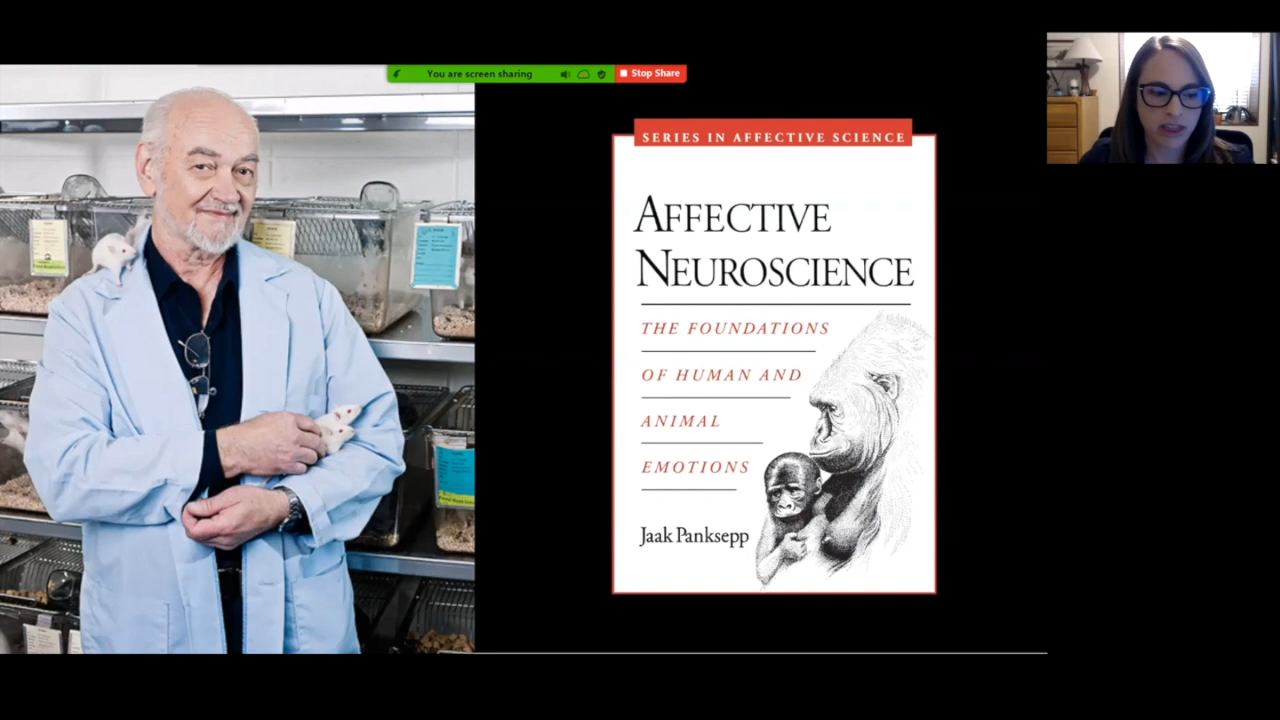 You are screen sharing
Stop Share
SERIES IN AFFECTIVE SCIENCE
AFFECTIVE
NEUROSCIENCE
THE FOUNDATIONS
OF HUMAN AND
ANIMAL
EMOTIONS
Jaak Panksepp